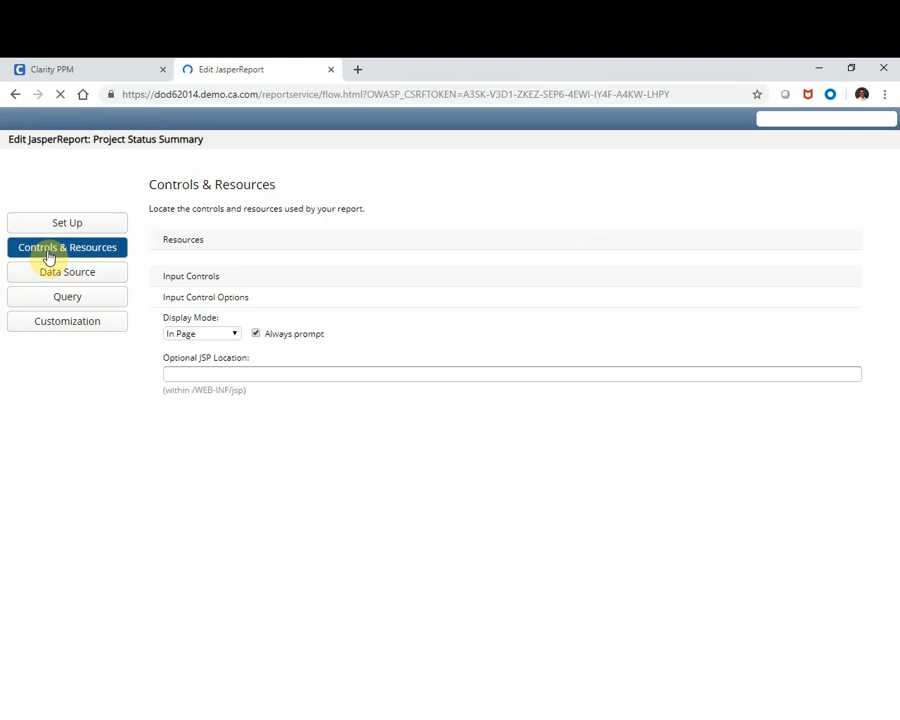 Clarity PPM
Edit JasperReport
https://dod62014.demo.ca.com/reportservice/flow.html?OWASP_CSRFTOKEN=A3SK-V3D1-ZKEZ-SEP6-4EWI-IY4F-A4KW-LHPY
Edit JasperReport: Project Status Summary
Controls & Resources
Locate the controls and resources used by your report.
Set Up
Resources
Controls & Resources
Data Source
Input Controls
Query
Input Control Options
Customization
Display Mode:
In Page
Always prompt
Optional JSP Location:
(within /WEB-INF/jsp)